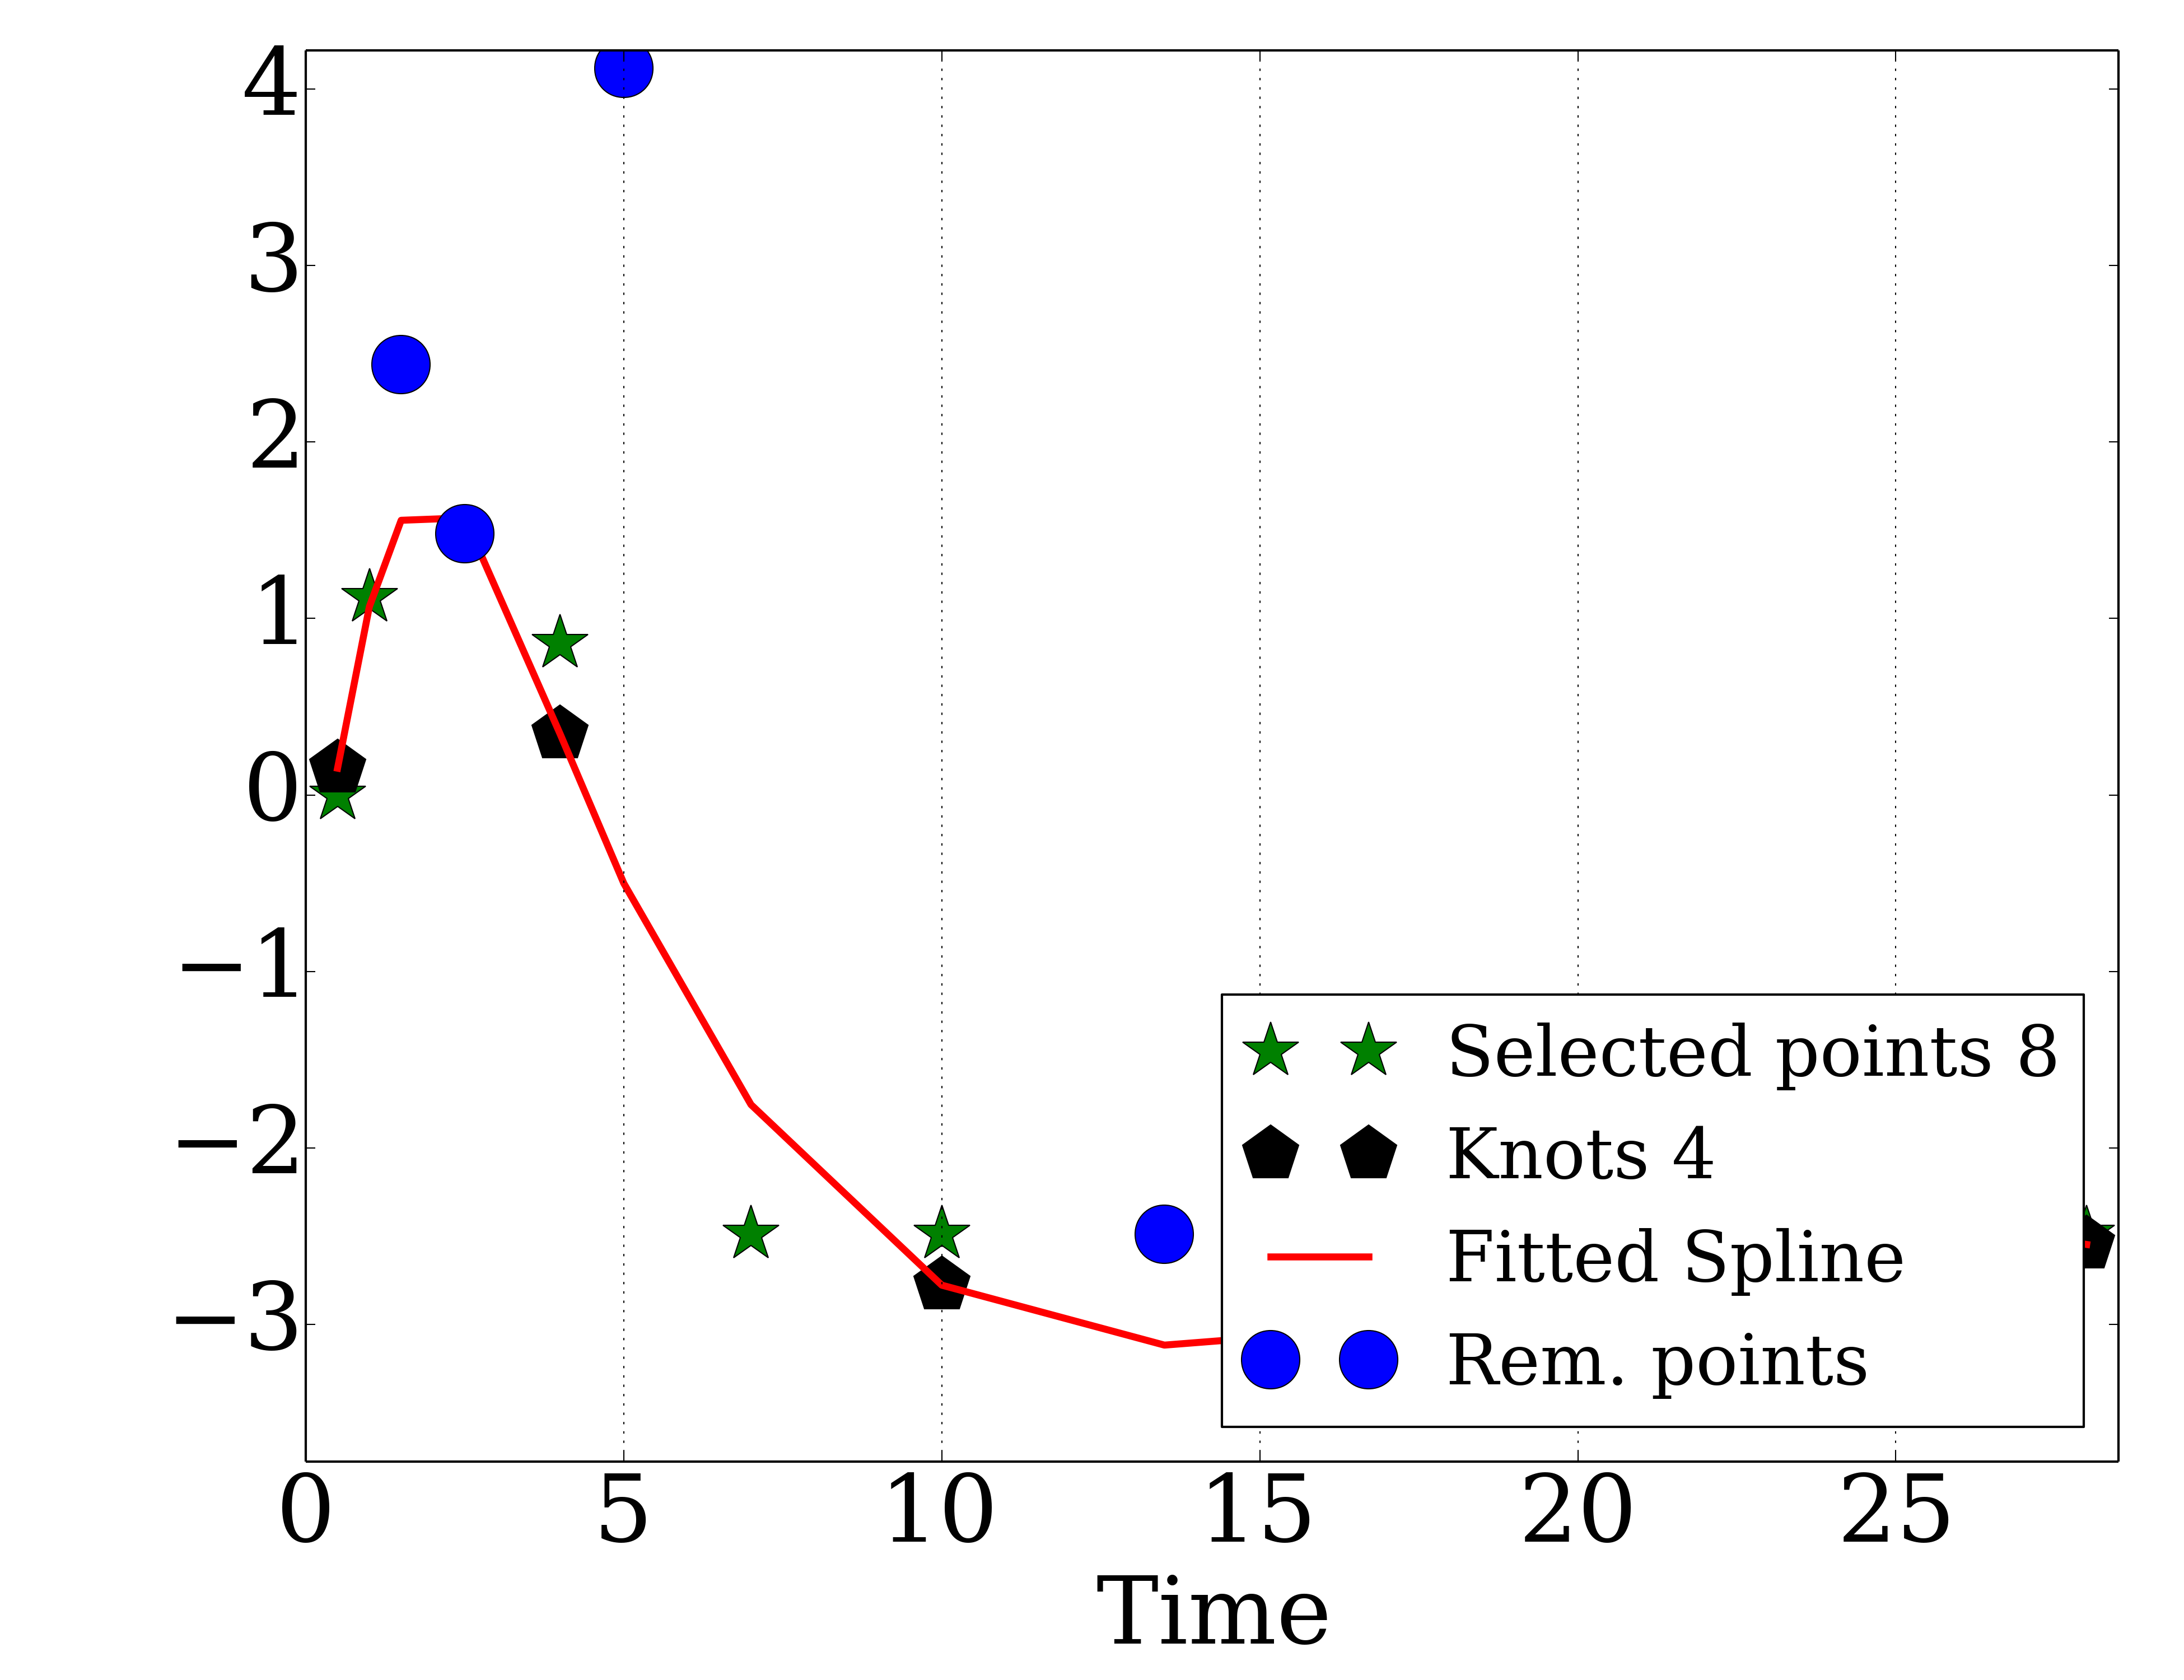 4
3
2
1
0
−1
−2
−3
Selected points 8
Knots 4
Fitted Spline
Rem. points
0 5 10 15 20 25
Time